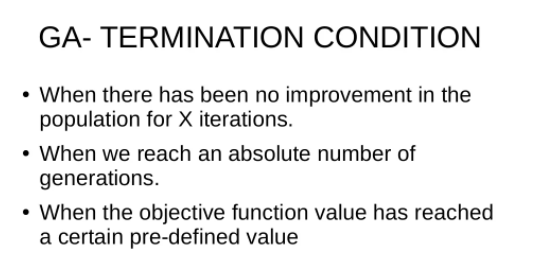 GA- TERMINATION CONDITION
• When there has been no improvement in the
population for X iterations.
• When we reach an absolute number of
generations.
• When the objective function value has reached
a certain pre-defined value